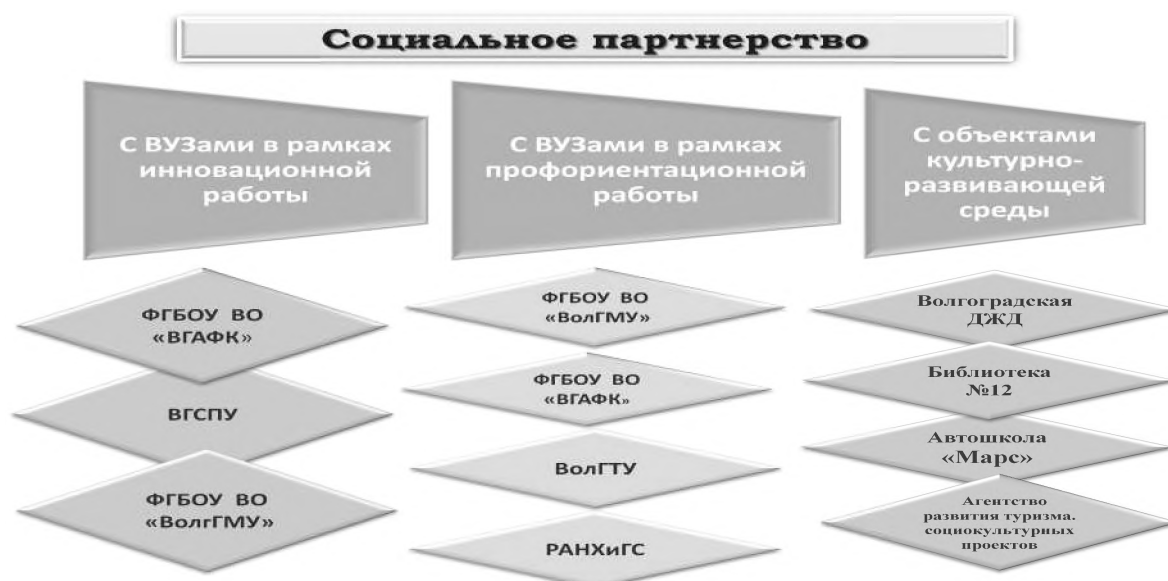 Социальное партнерство
С ВУЗами в рамках
инновационной
работы
ФГБОУ ВО
«ВГАФК»
ВГСПУ
ФГБОУ ВО
«ВолгГМУ»
С ВУЗами в рамках
профориентационной
работы
ФГБОУ ВО
«ВолГМУ»
ФГБОУ ВО
«ВГАФК»
ВолГТУ
РАНХиГС
С объектами
культурно-
развивающей
среды
Волгоградская
ДЖД
Библиотека
№12
Автошкола
«Марс»
Агентство
развития туризма.
социокультурных
проектов